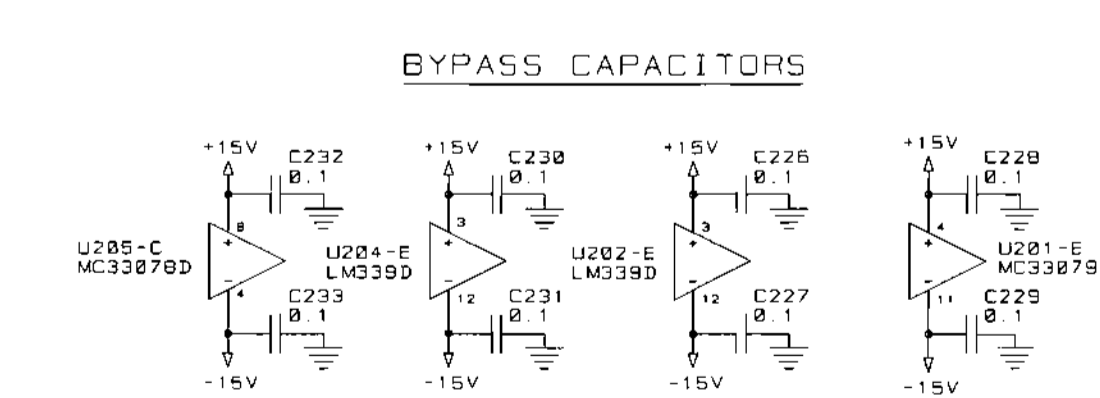 BYPASS CAPACITORS
+15V
C232
0.1
8
U205-C
MC33078D
+
-
4
C233
0.1
-15V
+15V
C230
0.1
3
U204-E
LM339D
+
-
12
C231
0.1
-15V
+15V
C226
0.1
3
U202-E
LM339D
+
-
12
C227
0.1
-15V
+15V
C228
0.1
4
U201-E
MC33079
+
-
11
C229
0.1
-15V